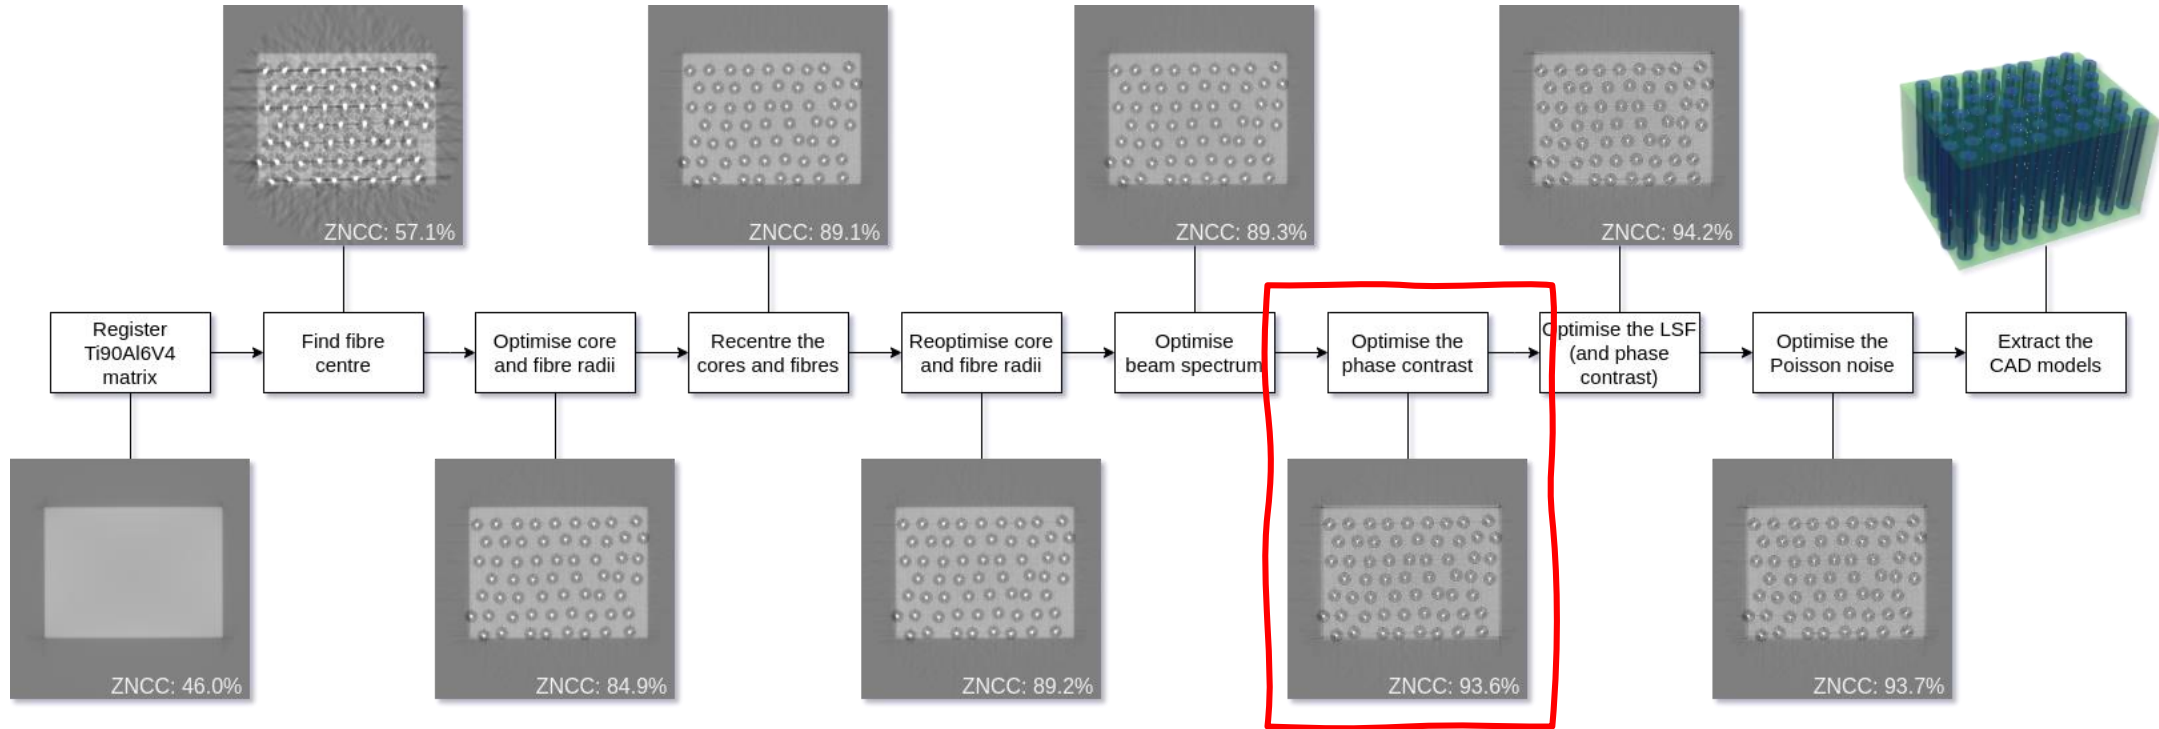 ZNCC: 57.1%
ZNCC: 89.1%
ZNCC: 89.3%
ZNCC: 94.2%
Register
Ti90Al6V4
matrix
Find fibre
centre
Optimise core
and fibre radii
Recentre the
cores and fibres
Reoptimise core
and fibre radii
Optimise
beam spectrum
Optimise the
phase contrast
Optimise the LSF
(and phase
contrast)
Optimise the
Poisson noise
Extract the
CAD models
ZNCC: 46.0%
ZNCC: 84.9%
ZNCC: 89.2%
ZNCC: 93.6%
ZNCC: 93.7%